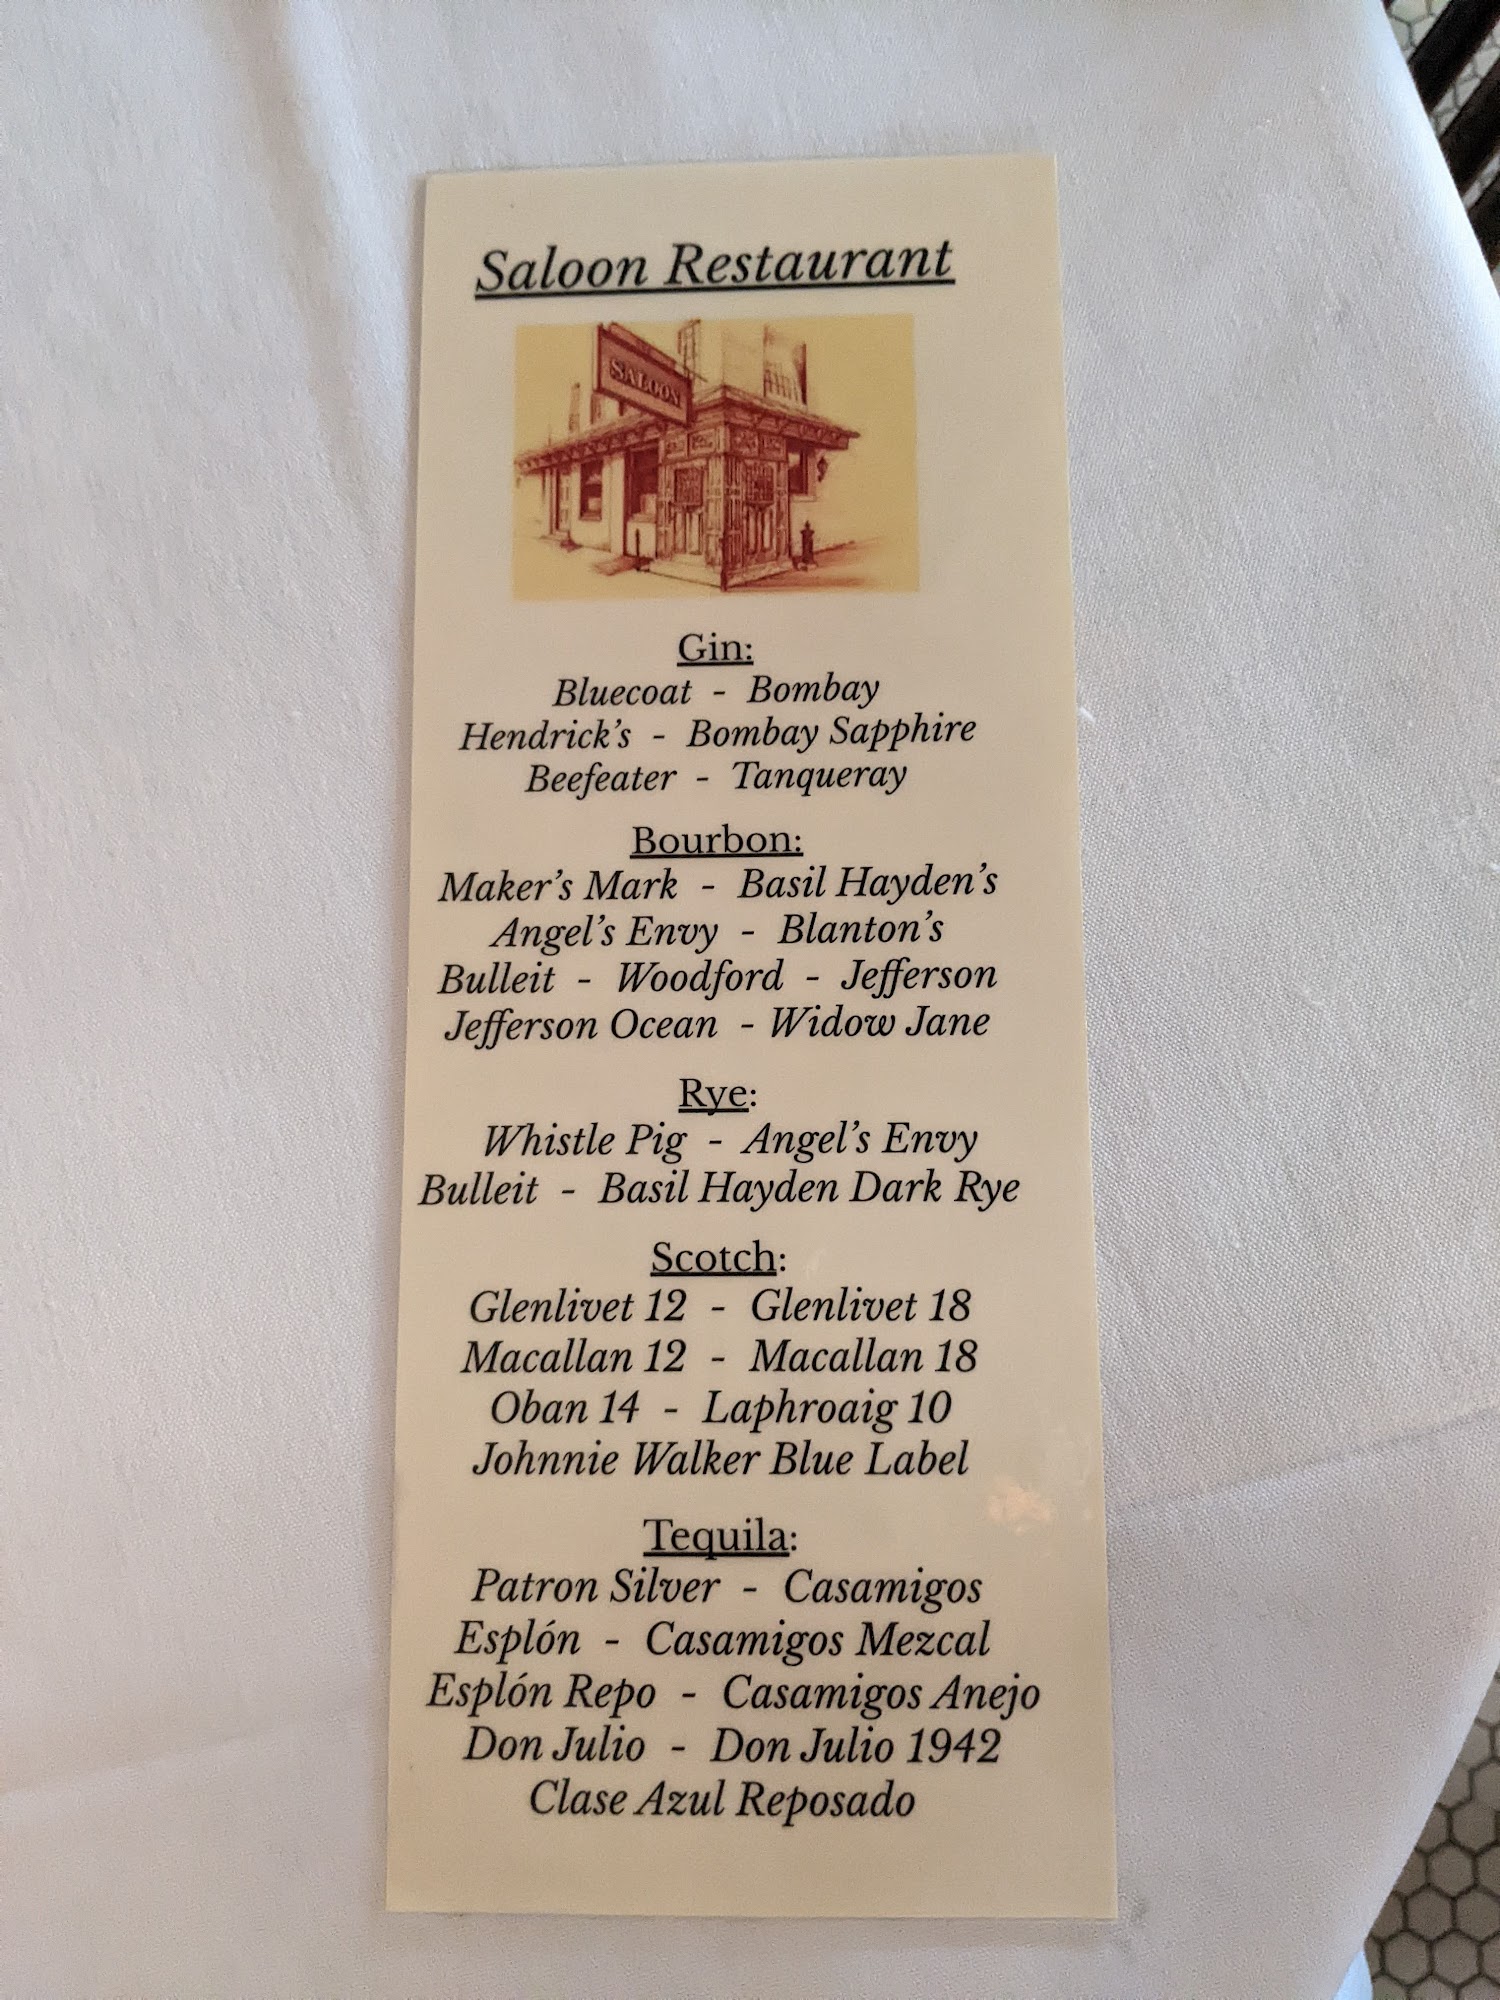 Saloon Restaurant
SALOON
Gin:
Bluecoat - Bombay
Hendrick's - Bombay Sapphire
Beefeater - Tanqueray
Bourbon:
Maker's Mark - Basil Hayden's
Angel's Envy - Blanton's
Bulleit - Woodford - Jefferson
Jefferson Ocean - Widow Jane
Rye:
Whistle Pig - Angel's Envy
Bulleit - Basil Hayden Dark Rye
Scotch:
Glenlivet 12 - Glenlivet 18
Macallan 12 - Macallan 18
Oban 14 - Laphroaig 10
Johnnie Walker Blue Label
Tequila:
Patron Silver - Casamigos
Esplón - Casamigos Mezcal
Esplón Repo - Casamigos Anejo
Don Julio - Don Julio 1942
Clase Azul Reposado